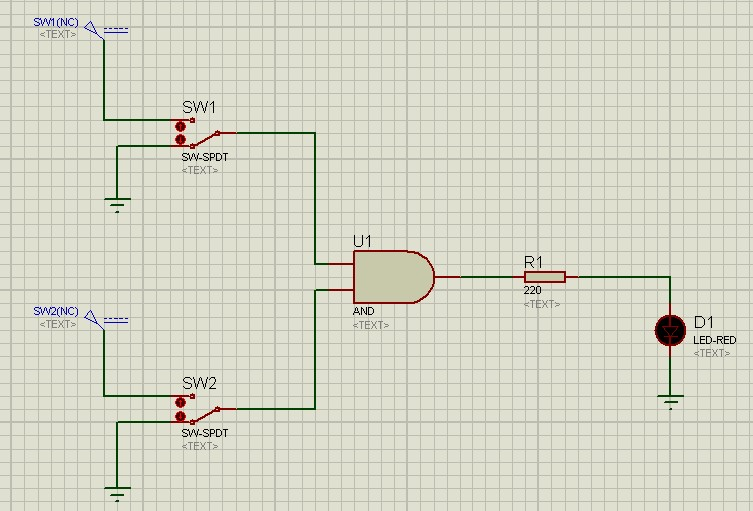 SW1(NC)
<TEXT>
SW1
SW-SPDT
<TEXT>
U1
AND
<TEXT>
R1
220
<TEXT>
D1
LED-RED
<TEXT>
SW2(NC)
<TEXT>
SW2
SW-SPDT
<TEXT>